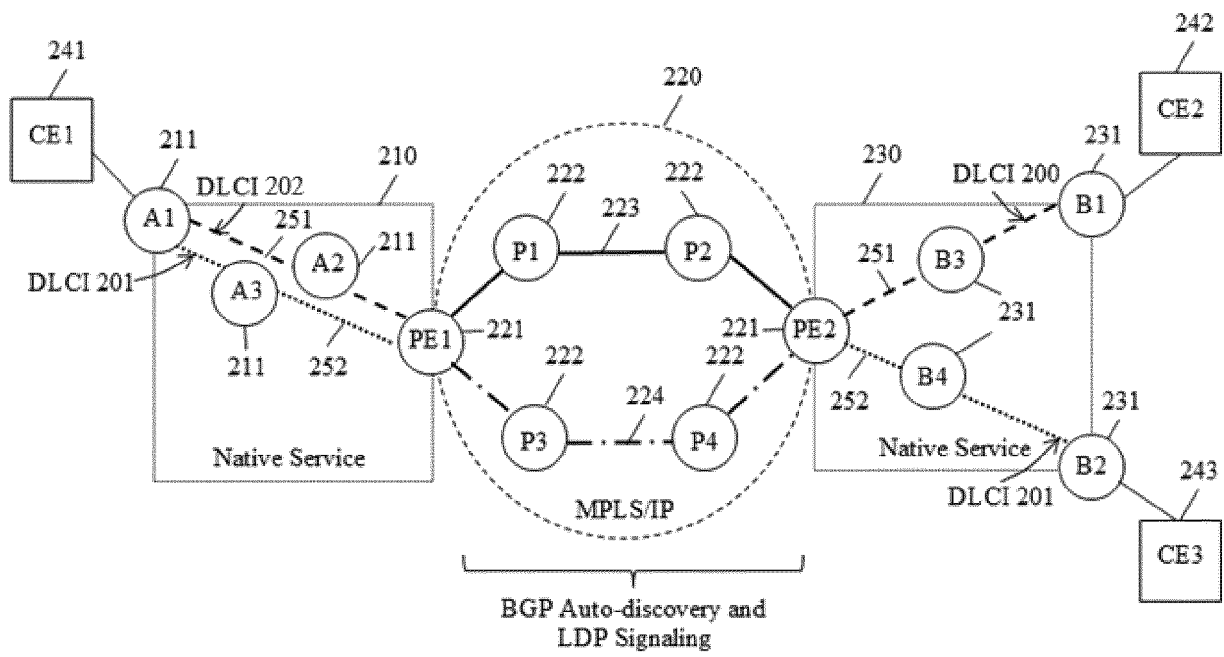 241
CE1
211
DLCI 202
210
A1
251
A2
211
DLCI 201
A3
211
252
Native Service
220
222
222
223
P1
P2
PE1
221
221
PE2
222
222
224
P3
P4
MPLS/IP
BGP Auto-discovery and
LDP Signaling
242
CE2
231
230
DLCI 200
B1
251
B3
231
B4
252
231
Native Service
B2
DLCI 201
243
CE3